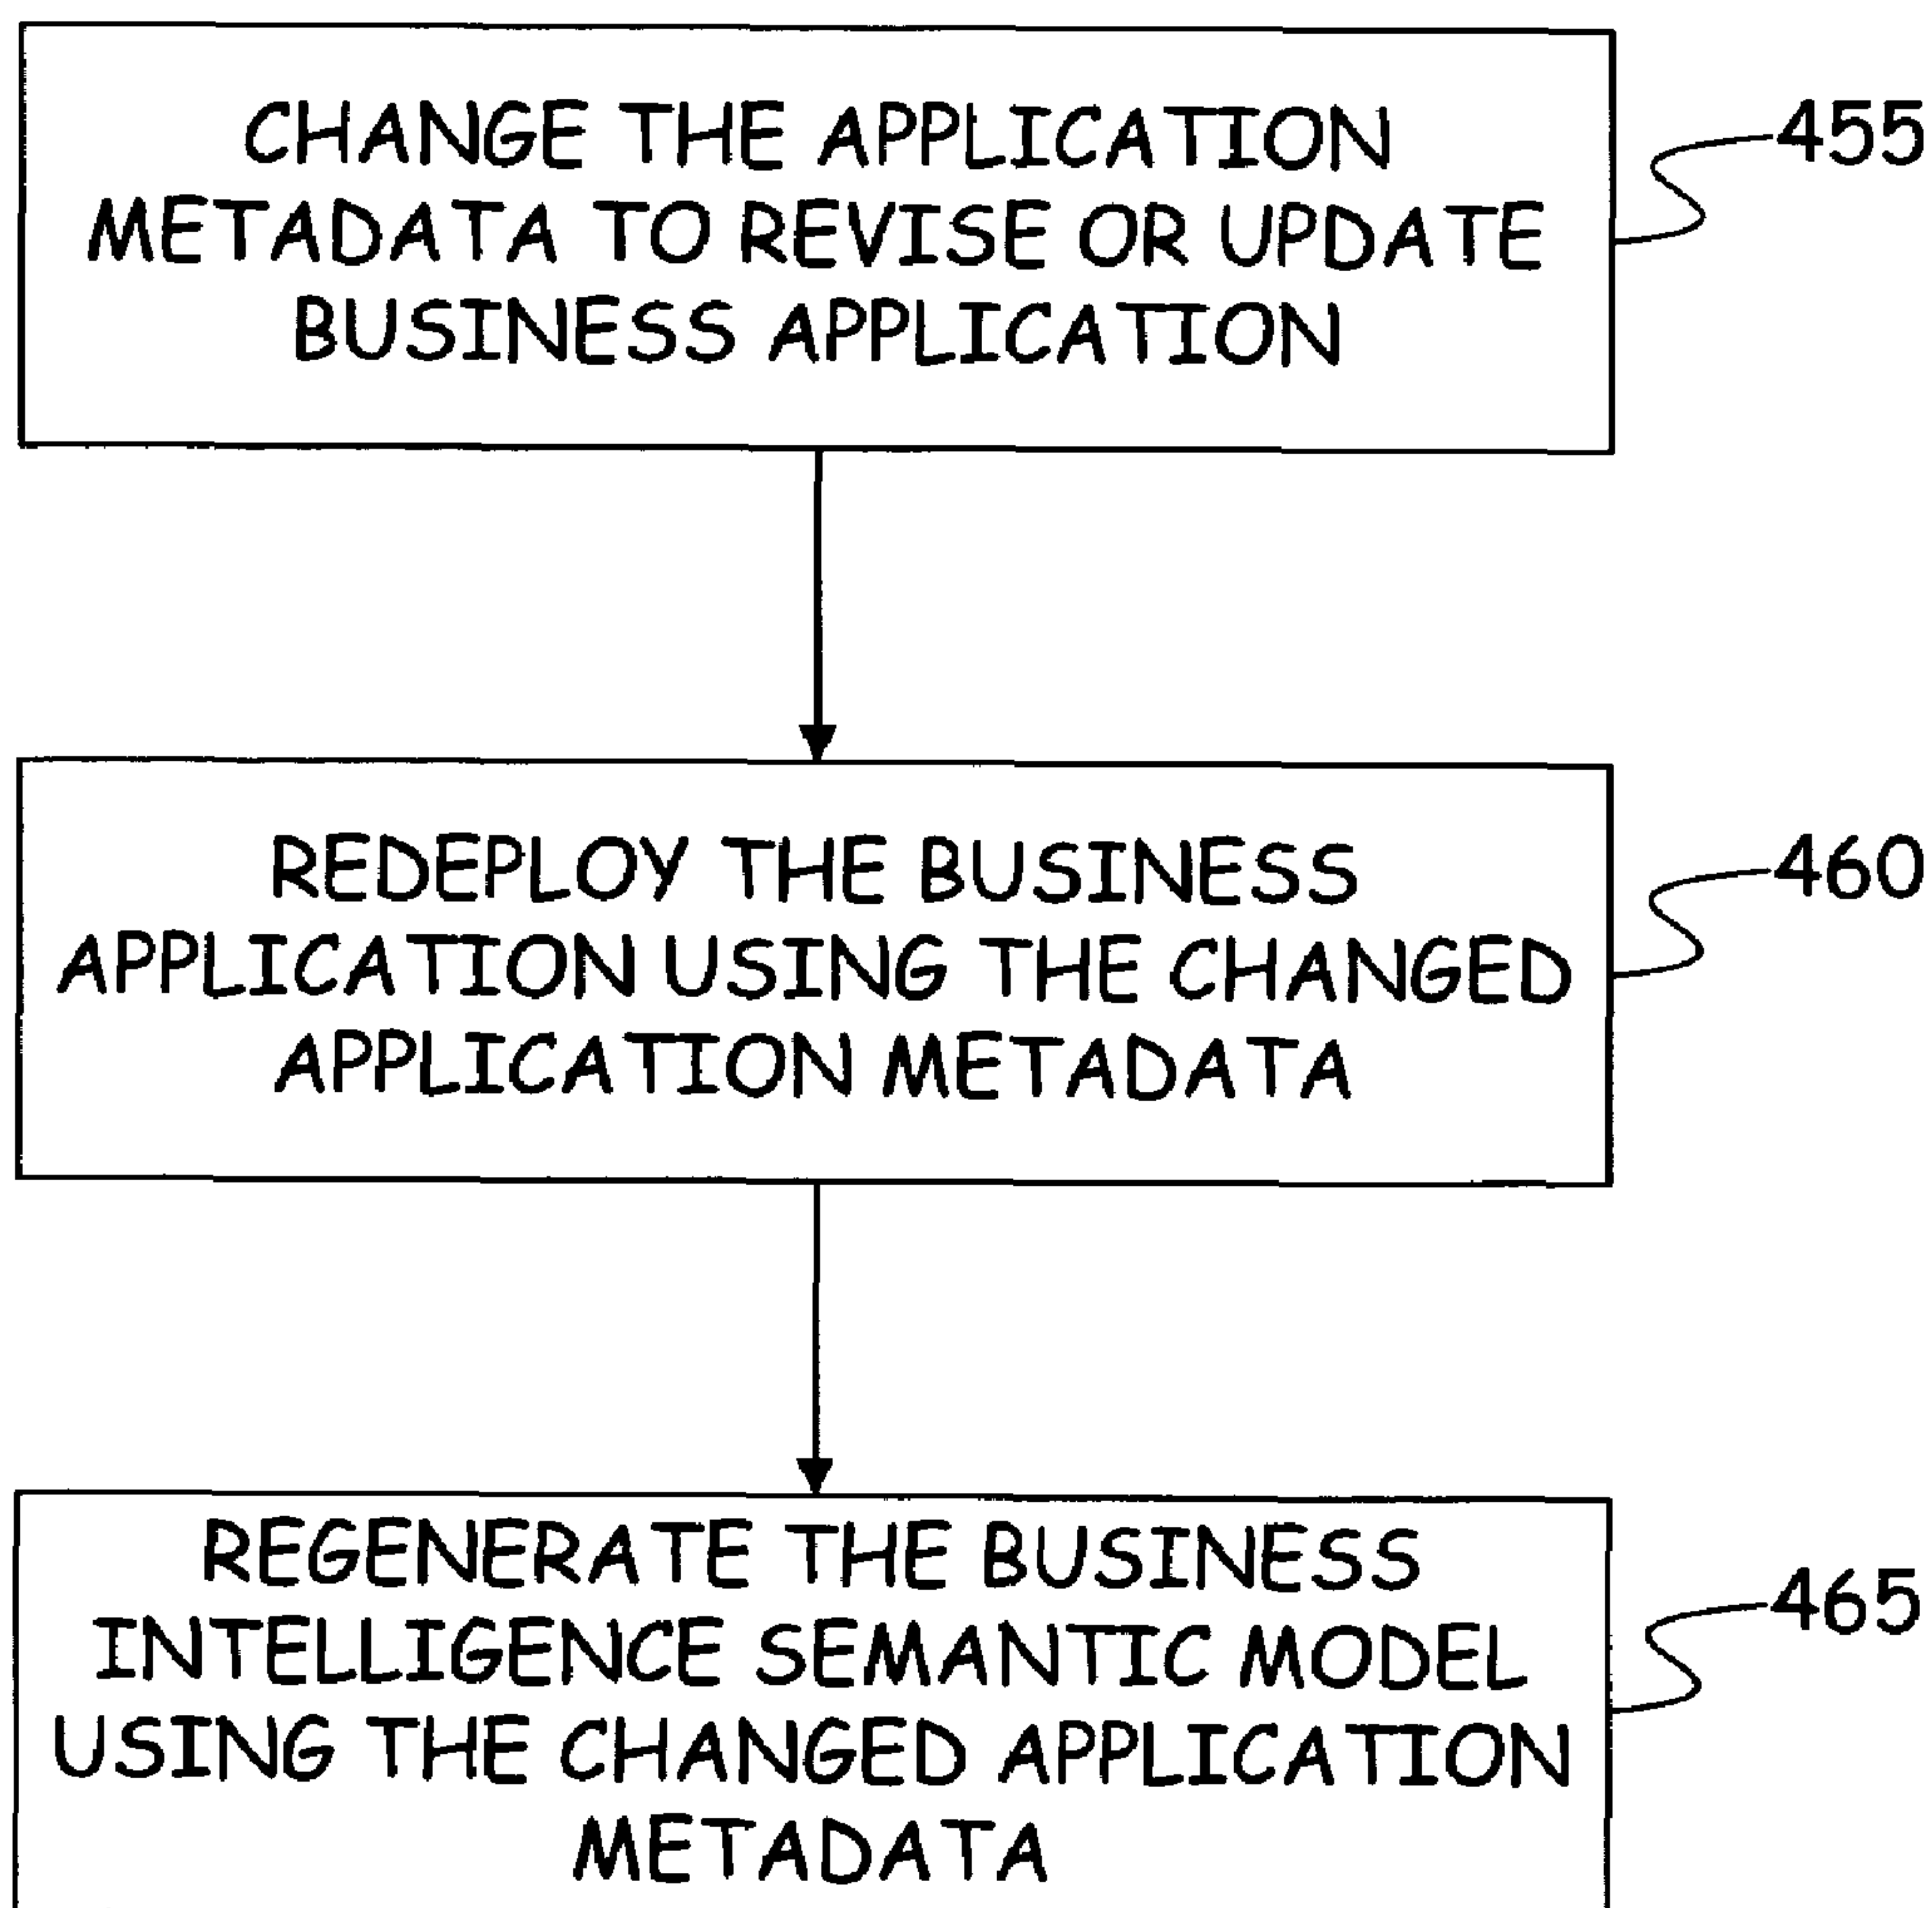 CHANGE THE APPLICATION
METADATA TO REVISE OR UPDATE
BUSINESS APPLICATION
455
REDEPLOY THE BUSINESS
APPLICATION USING THE CHANGED
APPLICATION METADATA
460
REGENERATE THE BUSINESS
INTELLIGENCE SEMANTIC MODEL
USING THE CHANGED APPLICATION
METADATA
465